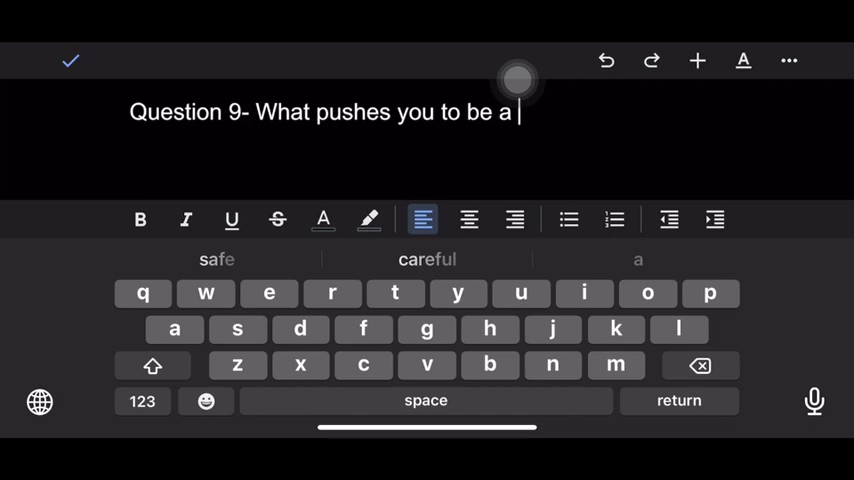 Question 9- What pushes you to be a
B I U S A
safe careful a
q w e r t y u i o p
a s d f g h j k l
z x c v b n m
123 space return